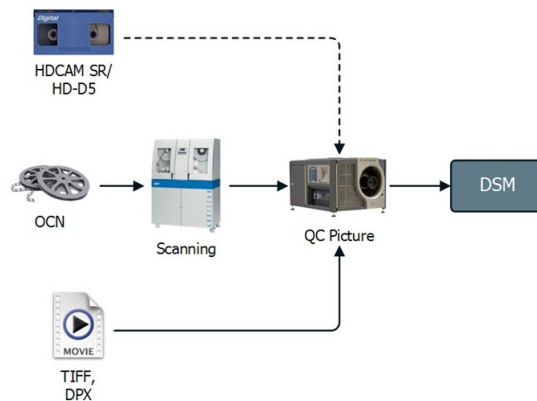 Digital
HDCAM SR/
HD-D5
OCN
Scanning
QC Picture
DSM
MOVIE
TIFF,
DPX